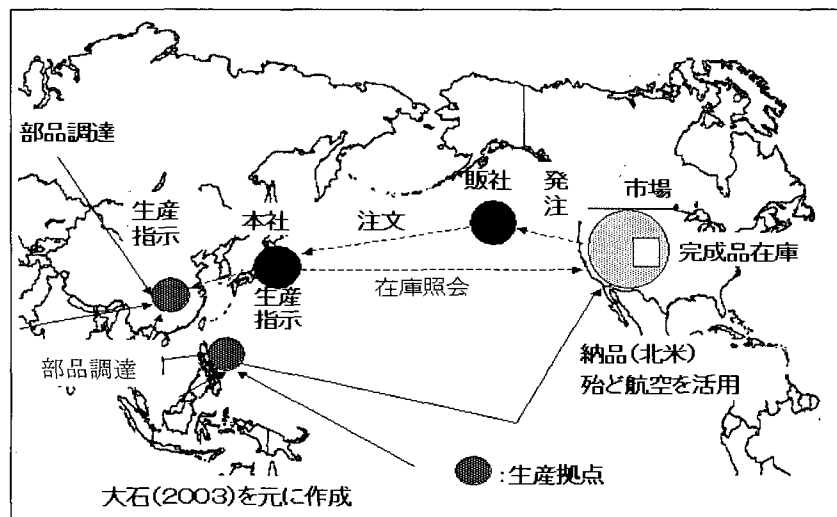 部品調達
生産
指示
本社
注文
販社
発
注
市場
完成品在庫
生産
指示
在庫照会
部品調達
納品(北米)
殆ど航空を活用
:生産拠点
大石(2003)を元に作成